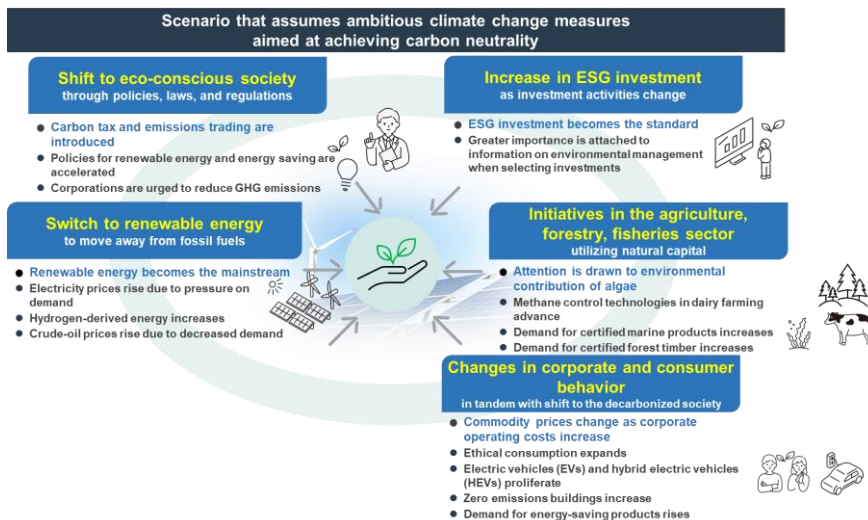 Scenario that assumes ambitious climate change measures
aimed at achieving carbon neutrality
Shift to eco-conscious society
through policies, laws, and regulations
● Carbon tax and emissions trading are
introduced
● Policies for renewable energy and energy saving are
accelerated
● Corporations are urged to reduce GHG emissions
Increase in ESG investment
as investment activities change
● ESG investment becomes the standard
● Greater importance is attached to
information on environmental management
when selecting investments
Switch to renewable energy
to move away from fossil fuels
● Renewable energy becomes the mainstream
● Electricity prices rise due to pressure on
demand
● Hydrogen-derived energy increases
● Crude-oil prices rise due to decreased demand
Initiatives in the agriculture,
forestry, fisheries sector
utilizing natural capital
● Attention is drawn to environmental
contribution of algae
● Methane control technologies in dairy farming
advance
● Demand for certified marine products increases
● Demand for certified forest timber increases
Changes in corporate and consumer
behavior
in tandem with shift to the decarbonized society
● Commodity prices change as corporate
operating costs increase
● Ethical consumption expands
● Electric vehicles (EVs) and hybrid electric vehicles
(HEVs) proliferate
● Zero emissions buildings increase
● Demand for energy-saving products rises